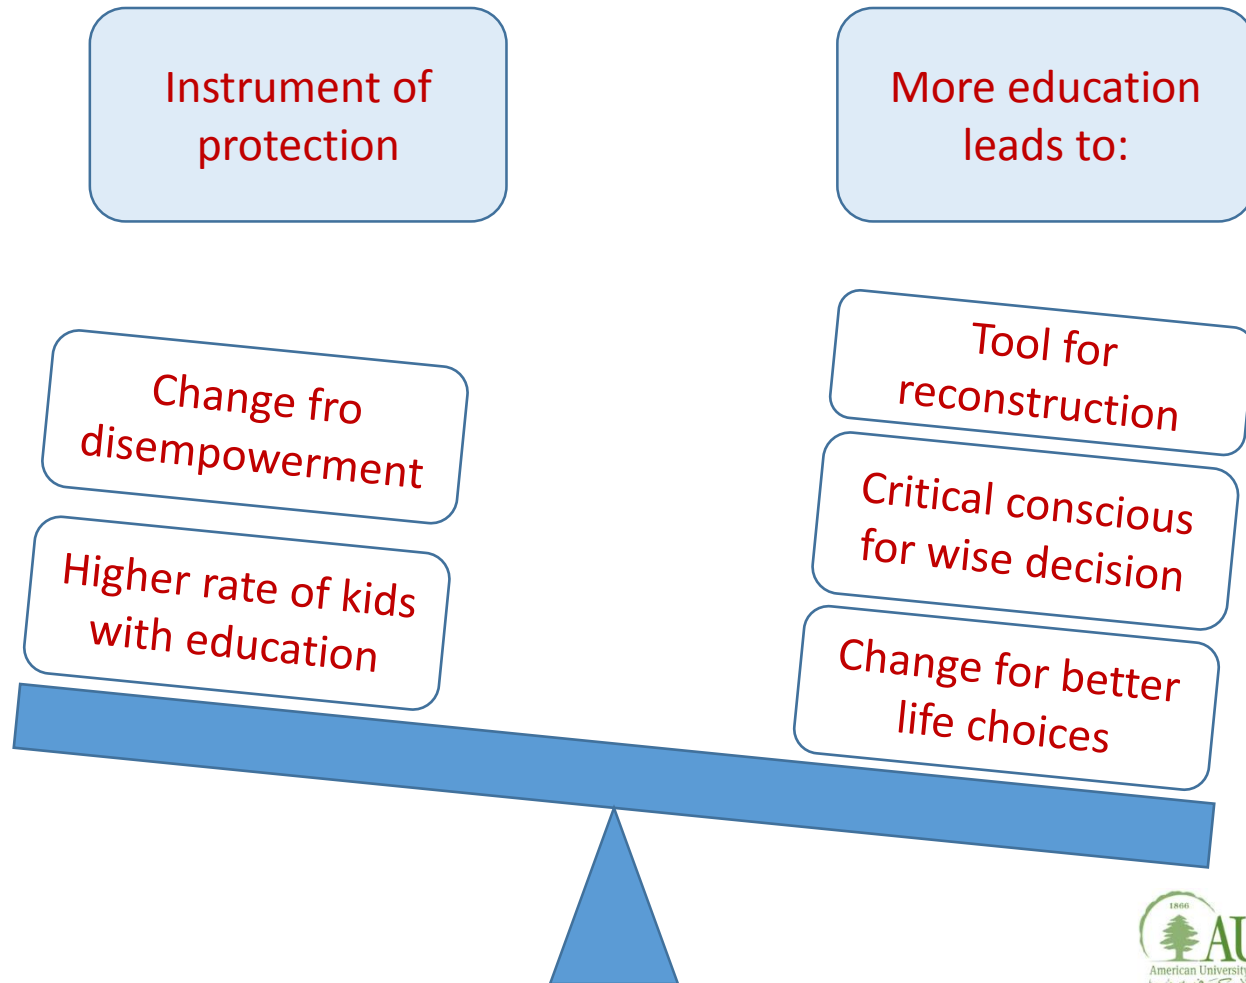 Instrument of
protection
More education
leads to:
Change fro
disempowerment
Higher rate of kids
with education
Tool for
reconstruction
Critical conscious
for wise decision
Change for better
life choices
1866
AU
American University